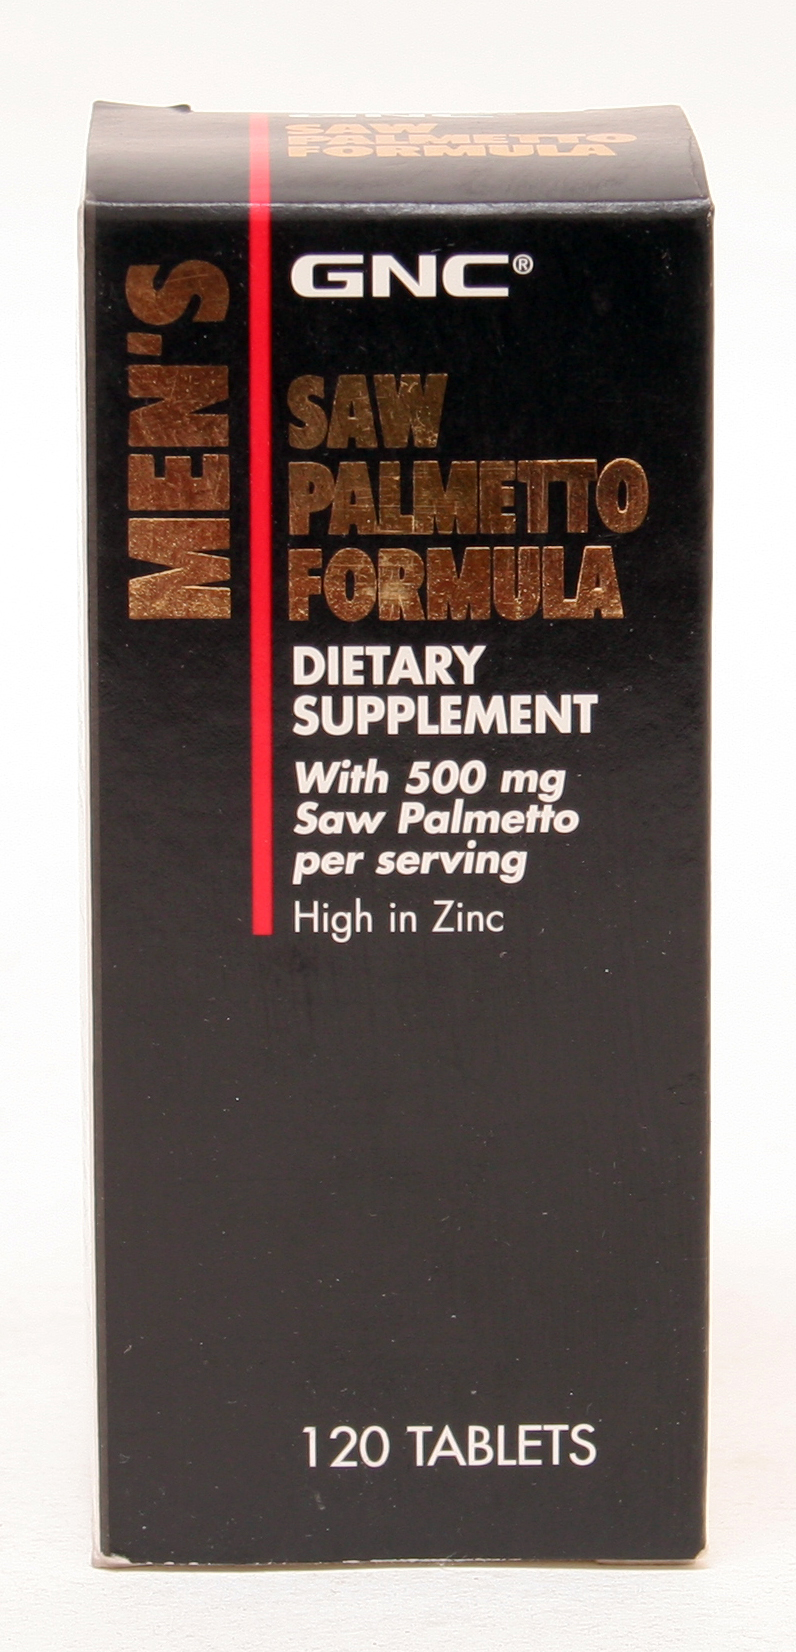 SAW
PALMETTO
FORMULA
MEN'S
GNC®
SAW
PALMETTO
FORMULA
DIETARY
SUPPLEMENT
With 500 mg
Saw Palmetto
per serving
High in Zinc
120 TABLETS